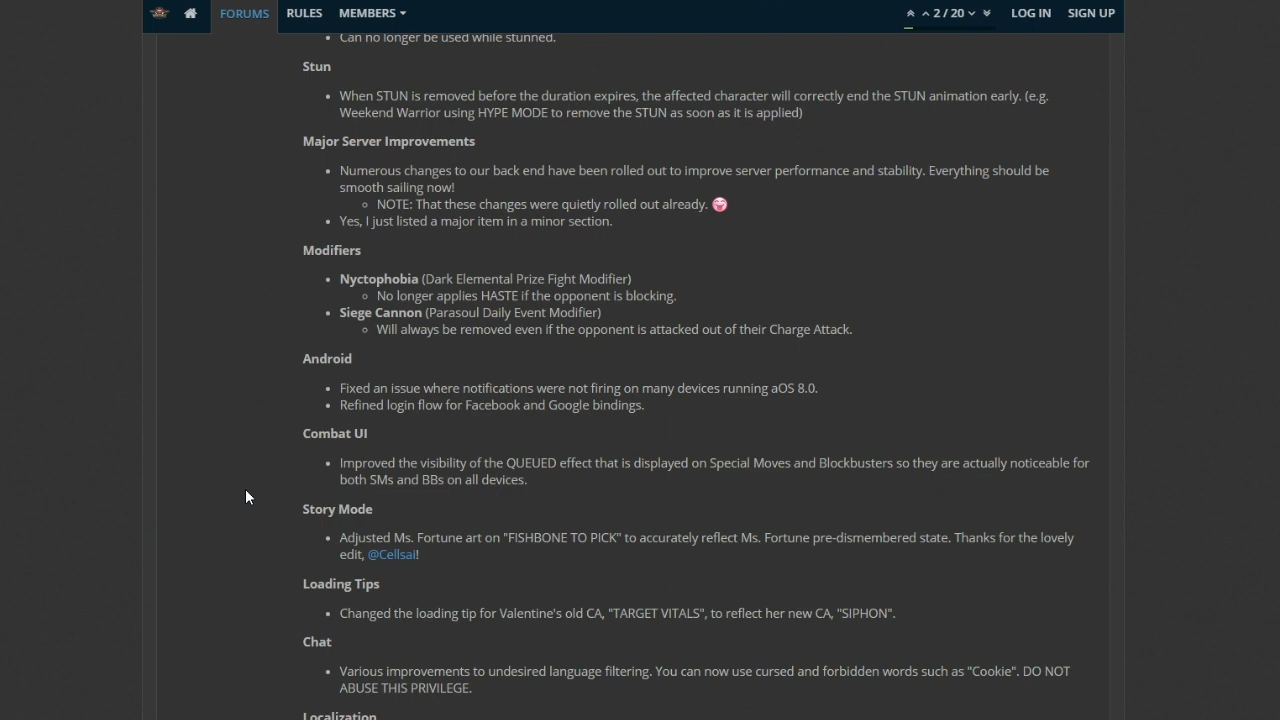 FORUMS RULES MEMBERS 2 / 20 LOG IN SIGN UP
• Can no longer be used while stunned.
Stun
• When STUN is removed before the duration expires, the affected character will correctly end the STUN animation early. (e.g.
Weekend Warrior using HYPE MODE to remove the STUN as soon as it is applied)
Major Server Improvements
• Numerous changes to our back end have been rolled out to improve server performance and stability. Everything should be
smooth sailing now!
○ NOTE: That these changes were quietly rolled out already.
• Yes, I just listed a major item in a minor section.
Modifiers
• Nyctophobia (Dark Elemental Prize Fight Modifier)
○ No longer applies HASTE if the opponent is blocking.
• Siege Cannon (Parasoul Daily Event Modifier)
○ Will always be removed even if the opponent is attacked out of their Charge Attack.
Android
• Fixed an issue where notifications were not firing on many devices running aOS 8.0.
• Refined login flow for Facebook and Google bindings.
Combat UI
• Improved the visibility of the QUEUED effect that is displayed on Special Moves and Blockbusters so they are actually noticeable for
both SMs and BBs on all devices.
Story Mode
• Adjusted Ms. Fortune art on "FISHBONE TO PICK" to accurately reflect Ms. Fortune pre-dismembered state. Thanks for the lovely
edit, @Cellsai!
Loading Tips
• Changed the loading tip for Valentine's old CA, "TARGET VITALS", to reflect her new CA, "SIPHON".
Chat
• Various improvements to undesired language filtering. You can now use cursed and forbidden words such as "Cookie". DO NOT
ABUSE THIS PRIVILEGE.
Localization